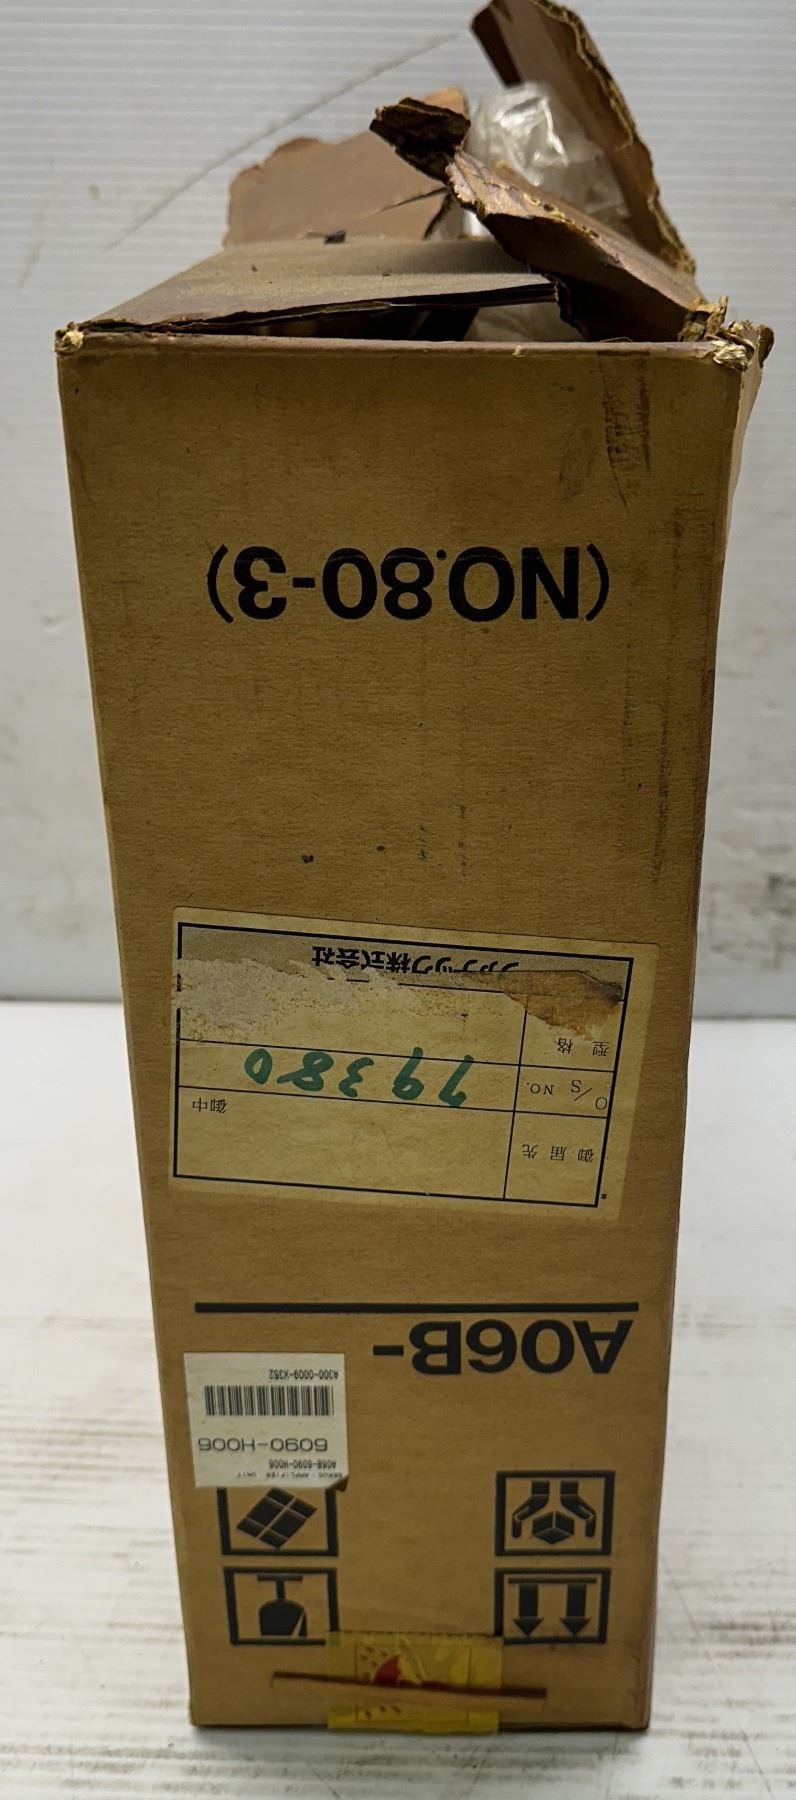 SERVO AMPLIFIER UNIT
A06B-6090-H006
6090-H006
A300-0009-X352
A06B-
* 御届先
御中
O/S NO.
型格
ファナック株式会社
(NO.80-3)